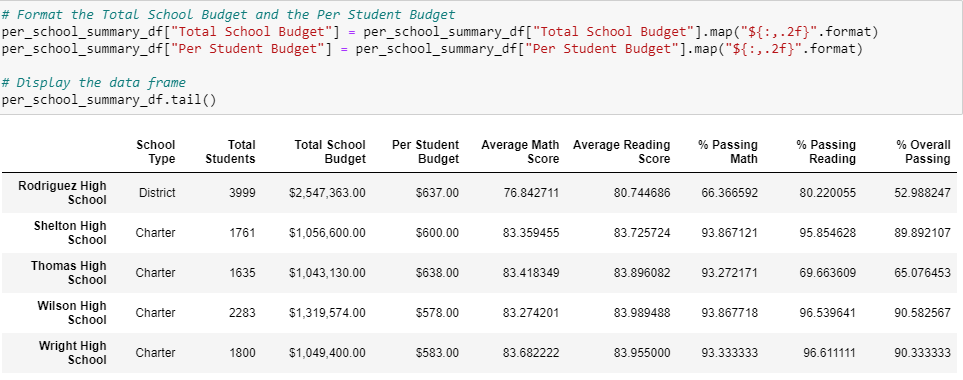 # Format the Total School Budget and the Per Student Budget
per_school_summary_df["Total School Budget"] = per_school_summary_df["Total School Budget"].map("${:,.2f}".format)
per_school_summary_df["Per Student Budget"] = per_school_summary_df["Per Student Budget"].map("${:,.2f}".format)
# Display the data frame
per_school_summary_df.tail()
School Type Total Students Total School Budget Per Student Budget Average Math Score Average Reading Score % Passing Math % Passing Reading % Overall Passing
Rodriguez High School District 3999 $2,547,363.00 $637.00 76.842711 80.744686 66.366592 80.220055 52.988247
Shelton High School Charter 1761 $1,056,600.00 $600.00 83.359455 83.725724 93.867121 95.854628 89.892107
Thomas High School Charter 1635 $1,043,130.00 $638.00 83.418349 83.896082 93.272171 69.663609 65.076453
Wilson High School Charter 2283 $1,319,574.00 $578.00 83.274201 83.989488 93.867718 96.539641 90.582567
Wright High School Charter 1800 $1,049,400.00 $583.00 83.682222 83.955000 93.333333 96.611111 90.333333